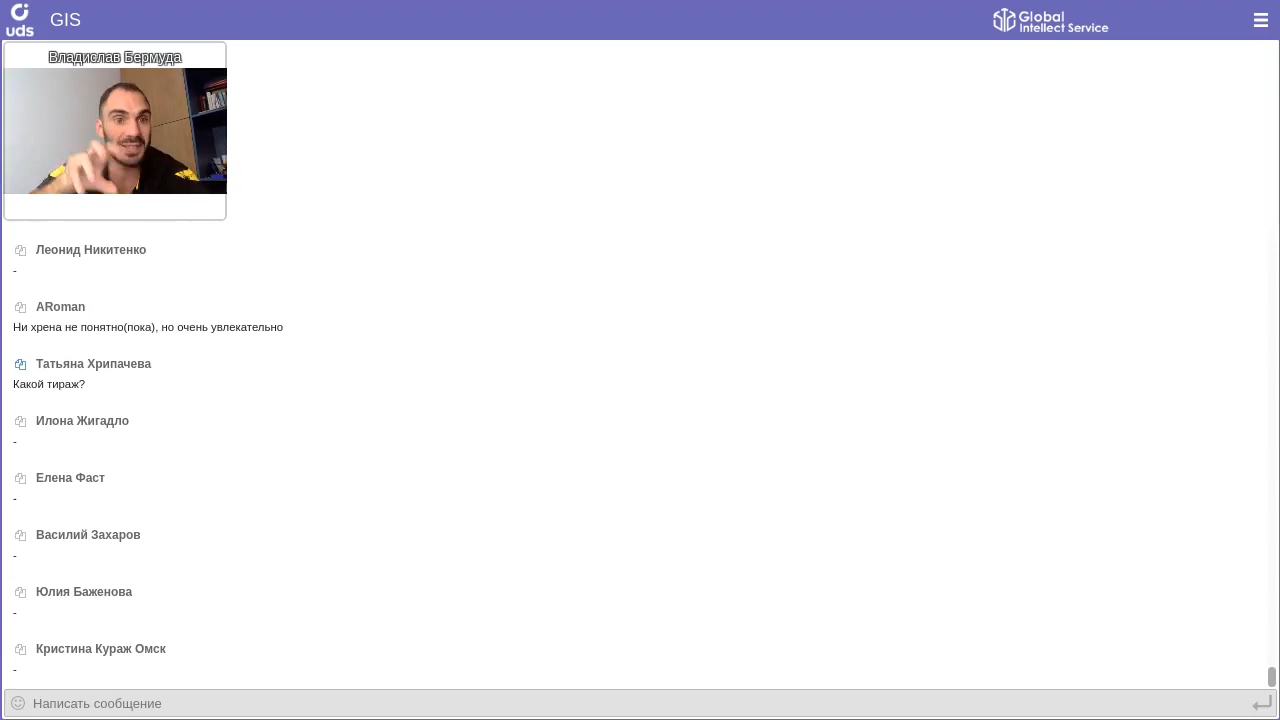 uds
GIS
Global
Intellect Service
Владислав Бермуда
Леонид Никитенко
-
ARoman
Ни хрена не понятно(пока), но очень увлекательно
Татьяна Хрипачева
Какой тираж?
Илона Жигадло
-
Елена Фаст
-
Василий Захаров
-
Юлия Баженова
-
Кристина Кураж Омск
-
Написать сообщение